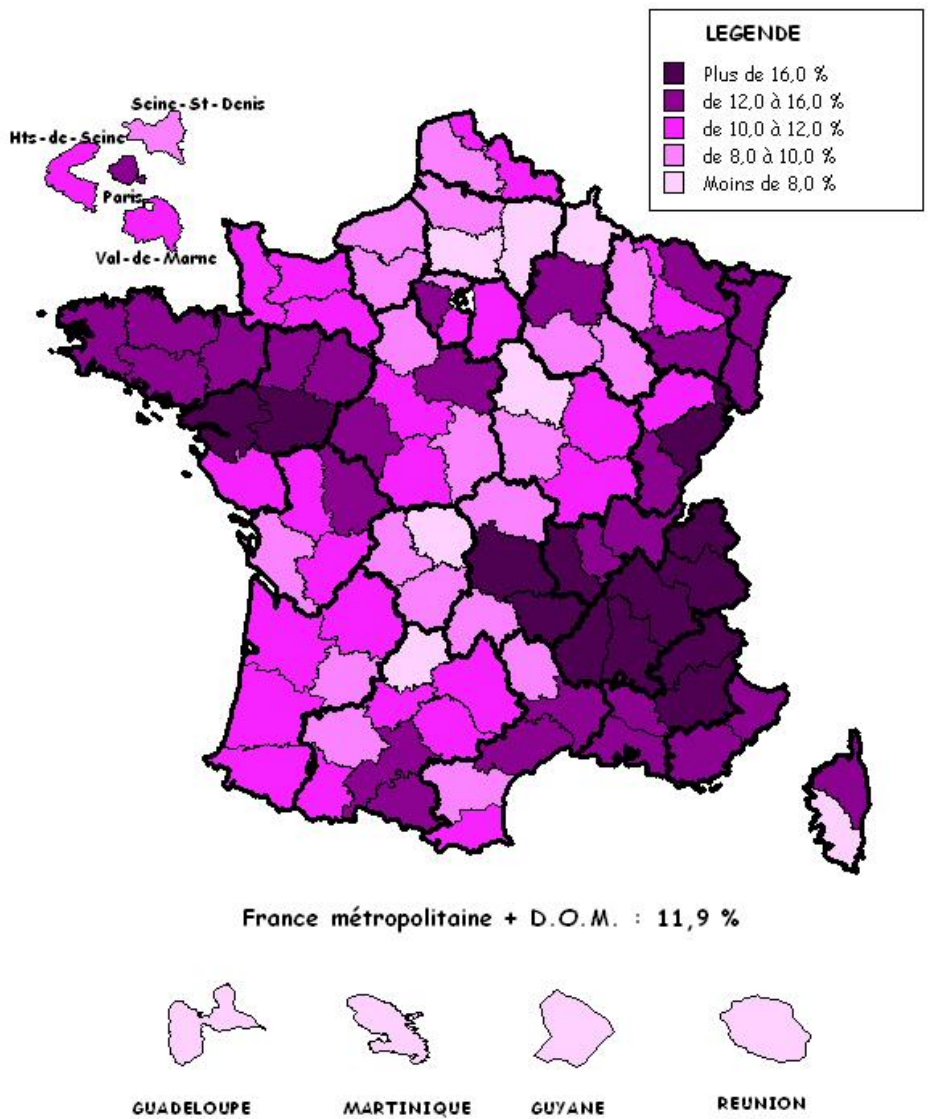 LEGENDE
Plus de 16,0 %
de 12,0 à 16,0 %
de 10,0 à 12,0 %
de 8,0 à 10,0 %
Moins de 8,0 %
Seine-St-Denis
Hts-de-Seine
Paris
Val-de-Marne
France métropolitaine + D.O.M. : 11,9 %
GUADELOUPE
MARTINIQUE
GUYANE
REUNION